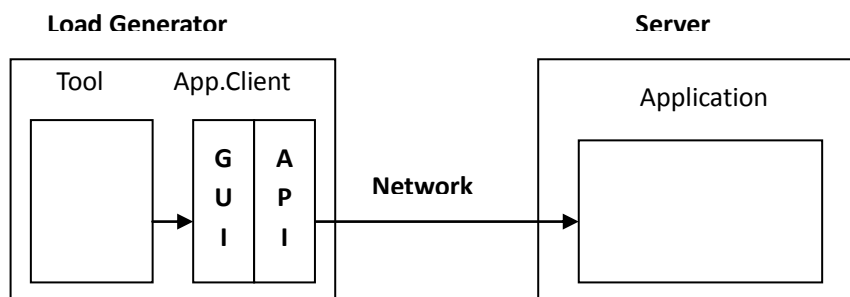 Load Generator
Server
Tool
App.Client
Application
G
U
I
A
P
I
Network